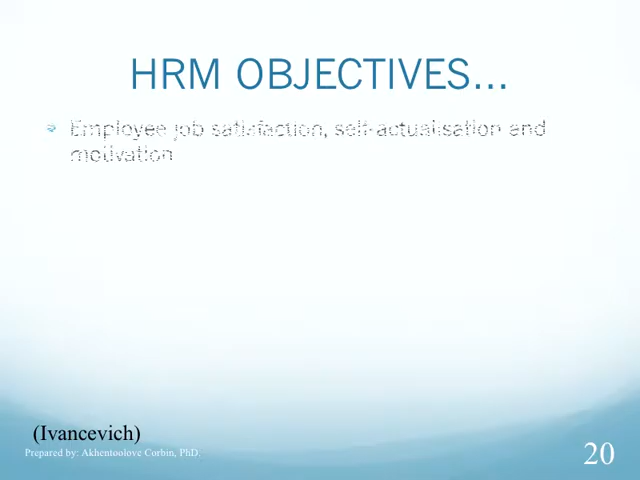 HRM OBJECTIVES...
Employee job satisfaction, self-actualisation and
motivation
(Ivancevich)
Prepared by: Akhentoolove Corbin, PhD.
20